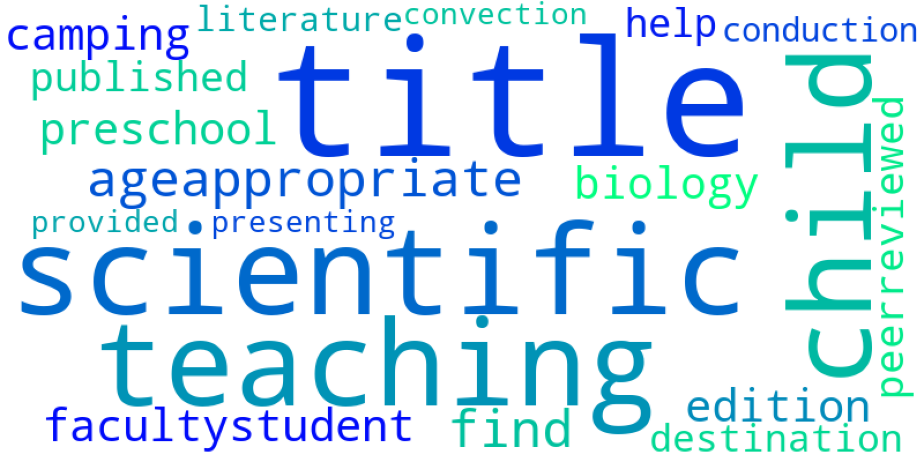 camping
literature
convection
help
conduction
published
title
child
preschool
peerreviewed
ageappropriate
biology
provided
presenting
scientific
teaching
facultystudent
find
edition
destination